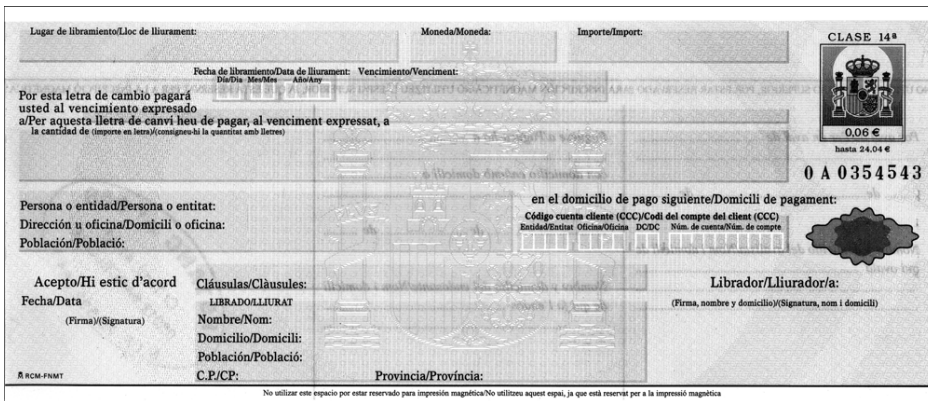 Lugar de libramiento/Lloc de lliurament:
Moneda/Moneda:
Importe/Import:
CLASE 14ª
Fecha de libramiento/Data de lliurament:
Vencimiento/Venciment:
Día/Dia Mes/Mes Año/Any
Por esta letra de cambio pagará
usted al vencimiento expresado
a/Per aquesta lletra de canvi heu de pagar, al venciment expressat, a
la cantidad de (importe en letra)/(consigneu-hi la quantitat amb lletres)
0,06 €
hasta 24,04 €
0 A 0354543
Persona o entidad/Persona o entitat:
en el domicilio de pago siguiente/Domicili de pagament:
Dirección u oficina/Domicili o oficina:
Código cuenta cliente (CCC)/Codi del compte del client (CCC)
Entidad/Entitat Oficina/Oficina DC/DC Núm. de cuenta/Núm. de compte
Población/Població:
Acepto/Hi estic d'acord
Fecha/Data
(Firma)/(Signatura)
Cláusulas/Clàusules:
LIBRADO/LLIURAT
Nombre/Nom:
Domicilio/Domicili:
Población/Població:
C.P./CP:
Provincia/Província:
Librador/Lliurador/a:
(Firma, nombre y domicilio)/(Signatura, nom i domicili)
RCM-FNMT
No utilizar este espacio por estar reservado para impresión magnética/No utilitzeu aquest espai, ja que està reservat per a la impressió magnètica